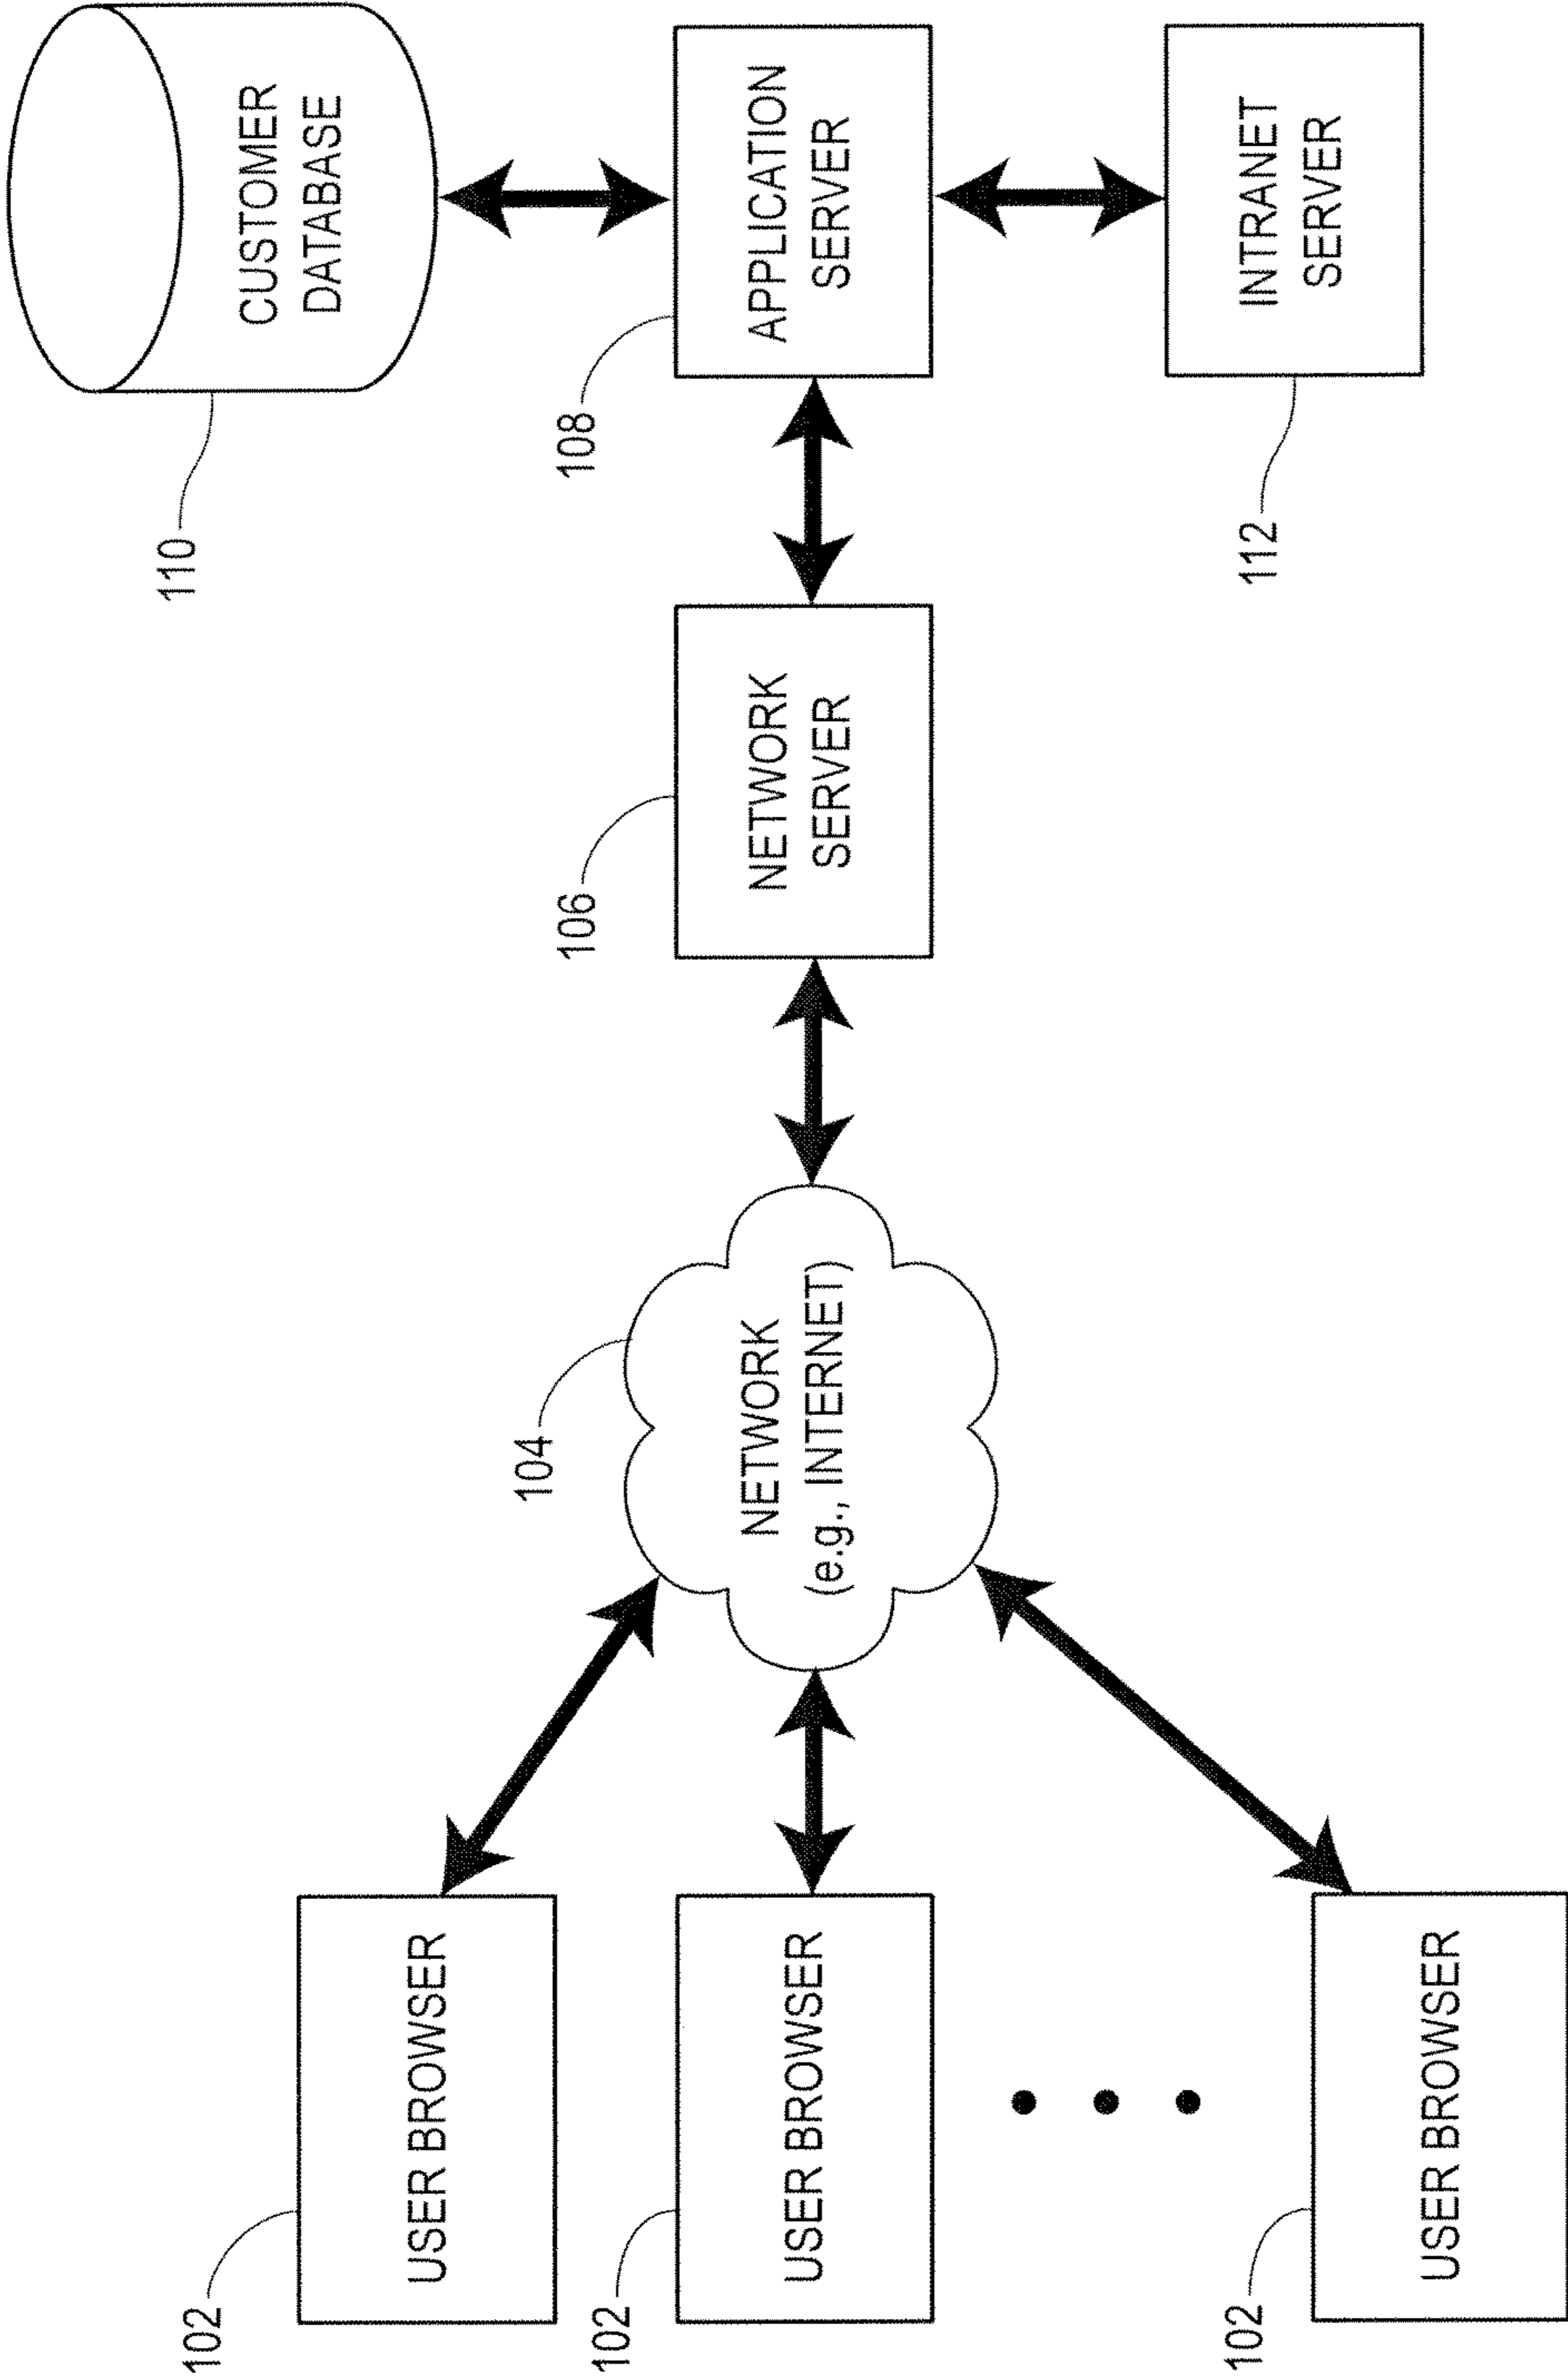 102
USER BROWSER
102
USER BROWSER
102
USER BROWSER
104
NETWORK
(e.g., INTERNET)
106
NETWORK
SERVER
108
APPLICATION
SERVER
110
CUSTOMER
DATABASE
112
INTRANET
SERVER